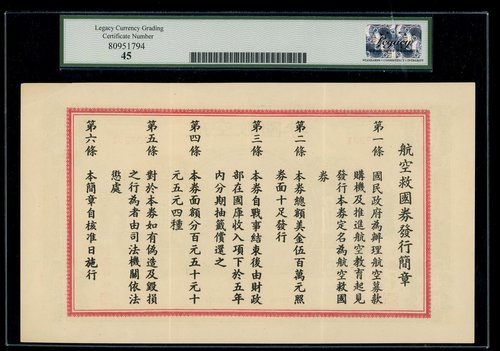 Legacy Currency Grading
Certificate Number
80951794
45
Legacy
航空救國券發行簡章
第一條 國民政府為辦理航空募款
購機及推進航空教育起見
發行本券定名為航空救國
券
第二條 本券總額美金伍百萬元照
券面十足發行
第三條 本券自戰事結束後由財政
部在國庫收入項下於五年
內分期抽籤償還之
第四條 本券面額分百元五十元十
元五元四種
第五條 對於本券如有偽造及毀損
之行為者由司法機關依法
懲處
第六條 本簡章自核准日施行